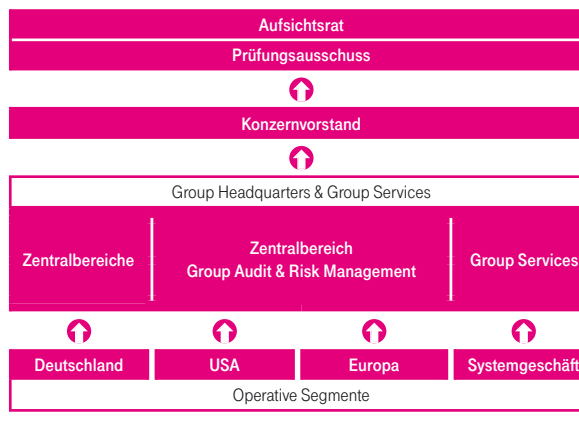 Aufsichtsrat
Prüfungsausschuss
Konzernvorstand
Group Headquarters & Group Services
Zentralbereiche
Zentralbereich
Group Audit & Risk Management
Group Services
Deutschland
USA
Europa
Systemgeschäft
Operative Segmente